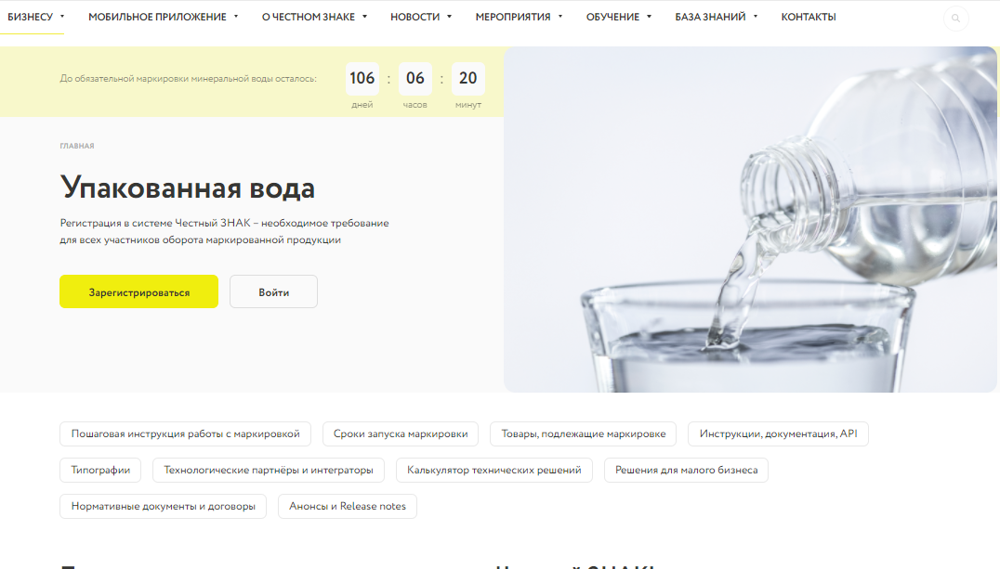 БИЗНЕСУ МОБИЛЬНОЕ ПРИЛОЖЕНИЕ О ЧЕСТНОМ ЗНАКЕ НОВОСТИ МЕРОПРИЯТИЯ ОБУЧЕНИЕ БАЗА ЗНАНИЙ КОНТАКТЫ
До обязательной маркировки минеральной воды осталось: 106 : 06 : 20
дней часов минут
ГЛАВНАЯ
Упакованная вода
Регистрация в системе Честный ЗНАК – необходимое требование
для всех участников оборота маркированной продукции
Зарегистрироваться Войти
Пошаговая инструкция работы с маркировкой Сроки запуска маркировки Товары, подлежащие маркировке Инструкции, документация, API
Типографии Технологические партнёры и интеграторы Калькулятор технических решений Решения для малого бизнеса
Нормативные документы и договоры Анонсы и Release notes